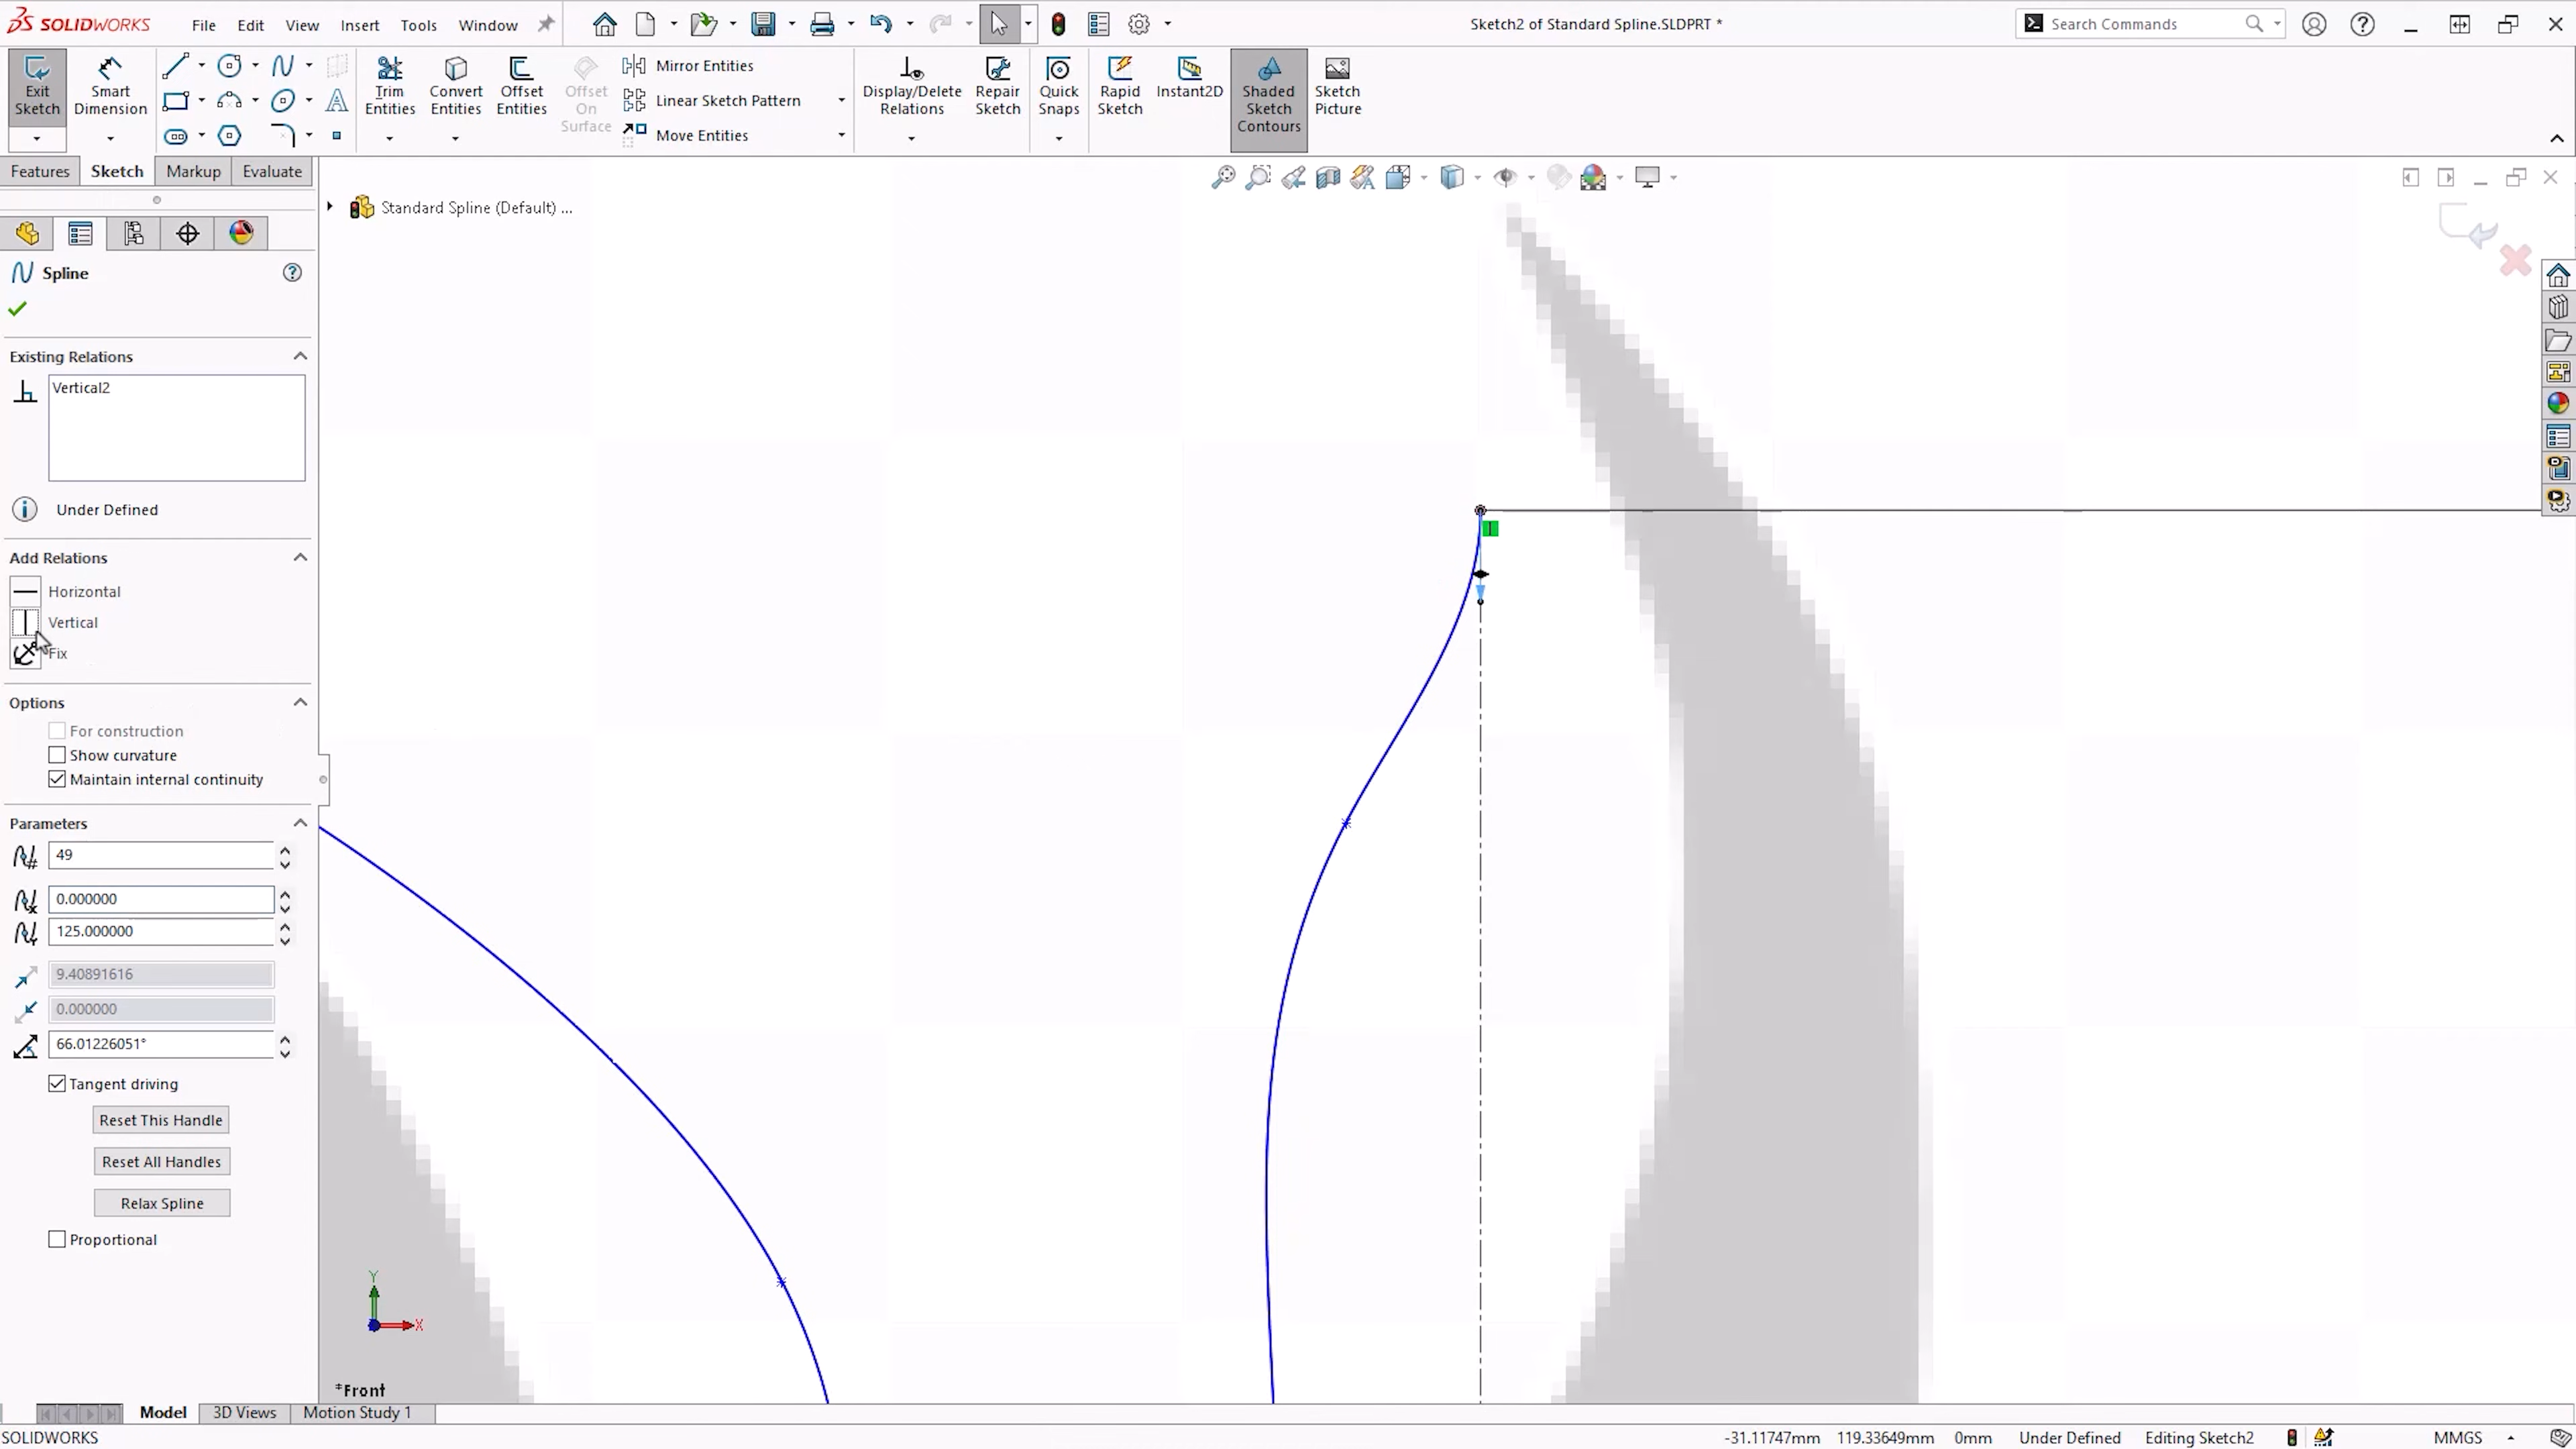 SOLIDWORKS File Edit View Insert Tools Window
Sketch2 of Standard Spline.SLDPRT *
Search Commands
Exit Sketch
Smart Dimension
Trim Entities
Convert Entities
Offset Entities
Offset On Surface
Mirror Entities
Linear Sketch Pattern
Move Entities
Display/Delete Relations
Repair Sketch
Quick Snaps
Rapid Sketch
Instant2D
Shaded Sketch Contours
Sketch Picture
Features Sketch Markup Evaluate
Standard Spline (Default) ...
Spline
Existing Relations
Vertical2
Under Defined
Add Relations
Horizontal
Vertical
Fix
Options
For construction
Show curvature
Maintain internal continuity
Parameters
49
0.000000
125.000000
9.40891616
0.000000
66.01226051°
Tangent driving
Reset This Handle
Reset All Handles
Relax Spline
Proportional
Y
X
*Front
Model 3D Views Motion Study 1
SOLIDWORKS
-31.11747mm 119.33649mm 0mm Under Defined Editing Sketch2 MMGS